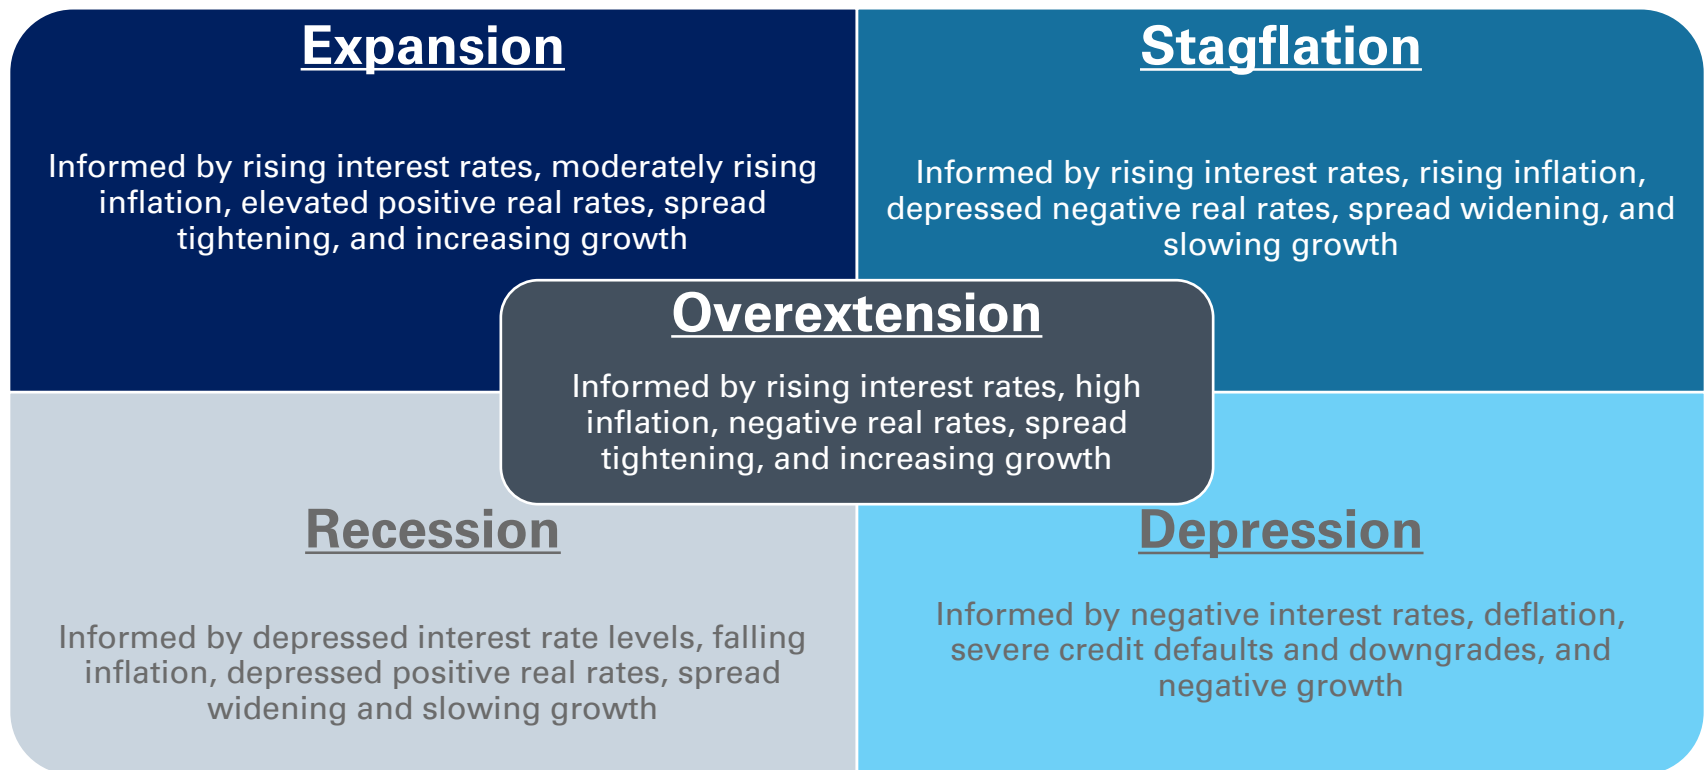 Expansion
Informed by rising interest rates, moderately rising
inflation, elevated positive real rates, spread
tightening, and increasing growth
Stagflation
Informed by rising interest rates, rising inflation,
depressed negative real rates, spread widening, and
slowing growth
Overextension
Informed by rising interest rates, high
inflation, negative real rates, spread
tightening, and increasing growth
Recession
Informed by depressed interest rate levels, falling
inflation, depressed positive real rates, spread
widening and slowing growth
Depression
Informed by negative interest rates, deflation,
severe credit defaults and downgrades, and
negative growth